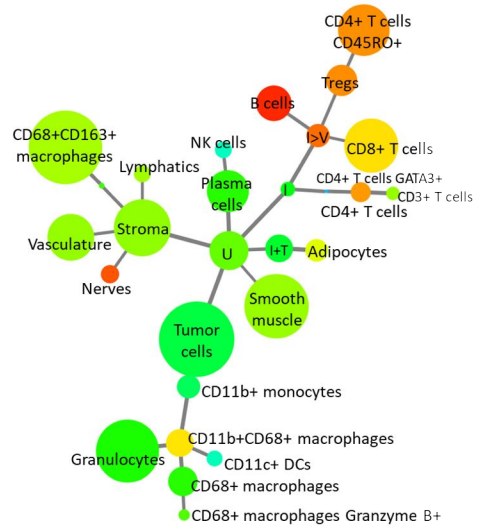 CD4+ T cells
CD45RO+
Tregs
B cells
I>V
CD8+ T cells
NK cells
CD68+CD163+
macrophages
Lymphatics
Plasma
cells
I
CD4+ T cells GATA3+
CD3+ T cells
CD4+ T cells
Stroma
Vasculature
U
I+T
Adipocytes
Nerves
Smooth
muscle
Tumor
cells
CD11b+ monocytes
CD11b+CD68+ macrophages
Granulocytes
CD11c+ DCs
CD68+ macrophages
CD68+ macrophages Granzyme B+